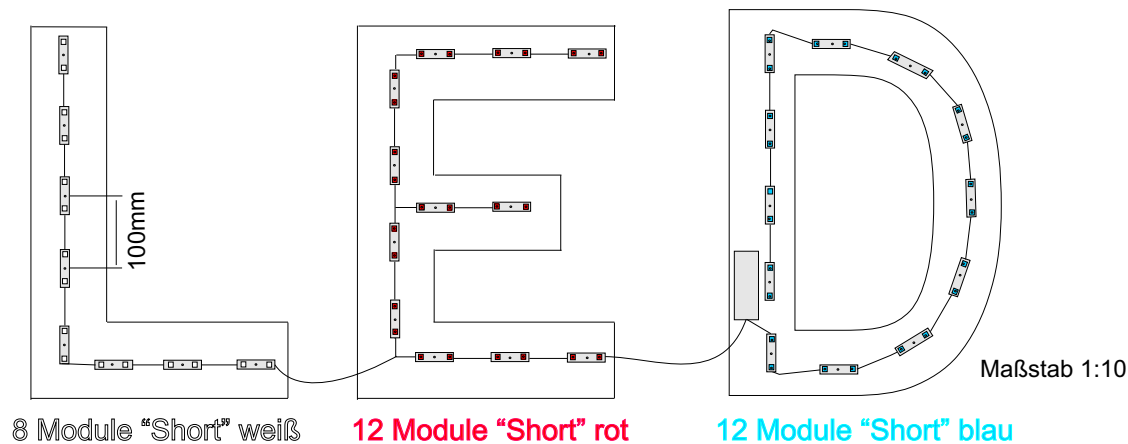 100mm
Maßstab 1:10
8 Module “Short” weiß
12 Module “Short” rot
12 Module “Short” blau